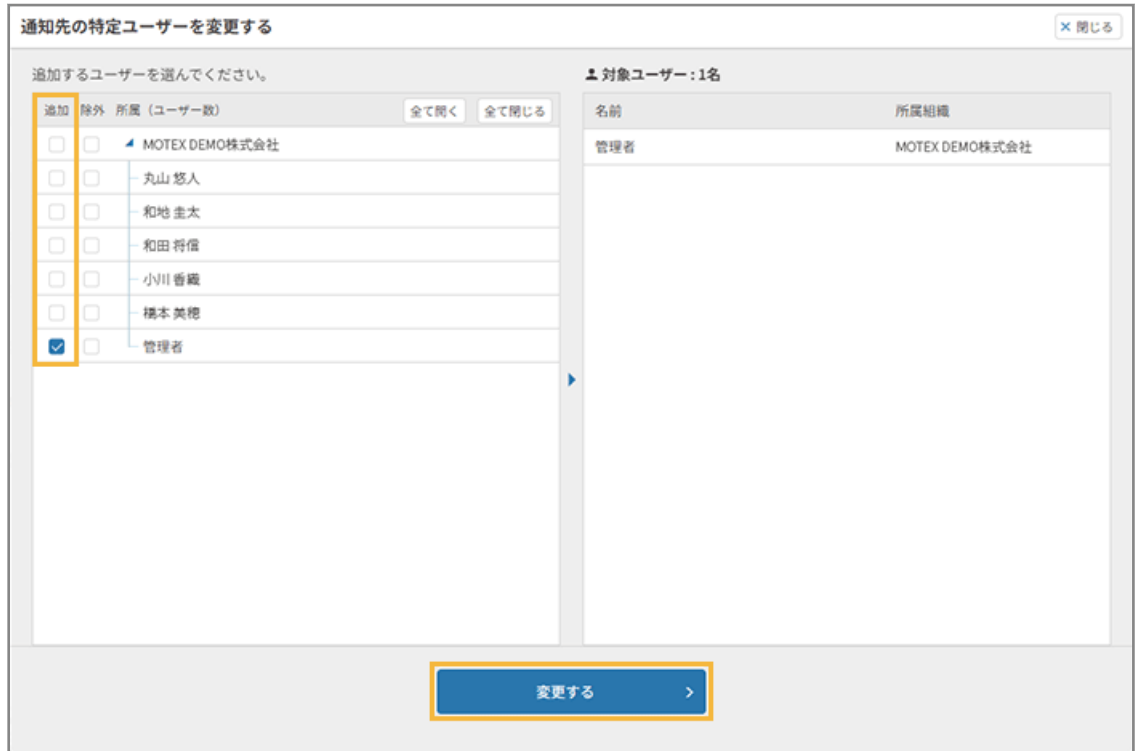 通知先の特定ユーザーを変更する
× 閉じる
追加するユーザーを選んでください。
対象ユーザー : 1名
追加 除外 所属（ユーザー数） 全て開く 全て閉じる
名前 所属組織
MOTEX DEMO株式会社
管理者 MOTEX DEMO株式会社
丸山 悠人
和地 圭太
和田 将信
小川 香織
橋本 美穂
管理者
変更する